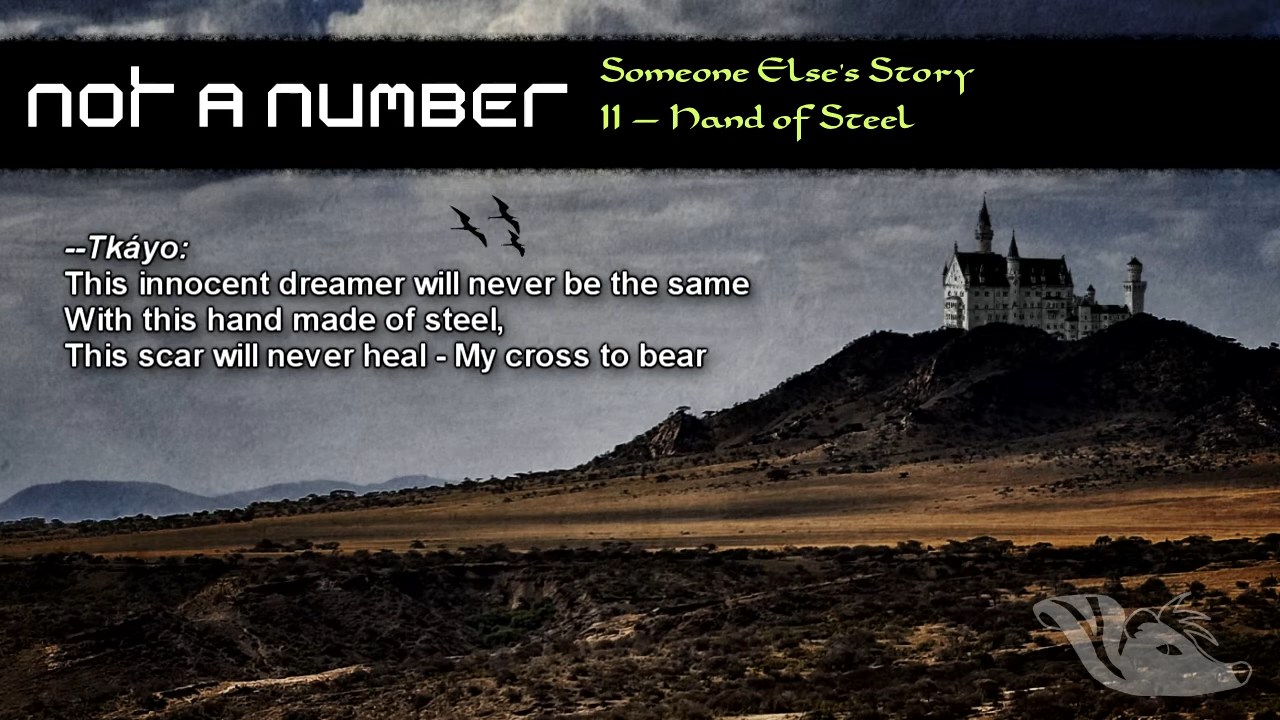 not a number
Someone Else's Story
II – Hand of Steel
--Tkáyo:
This innocent dreamer will never be the same
With this hand made of steel,
This scar will never heal - My cross to bear